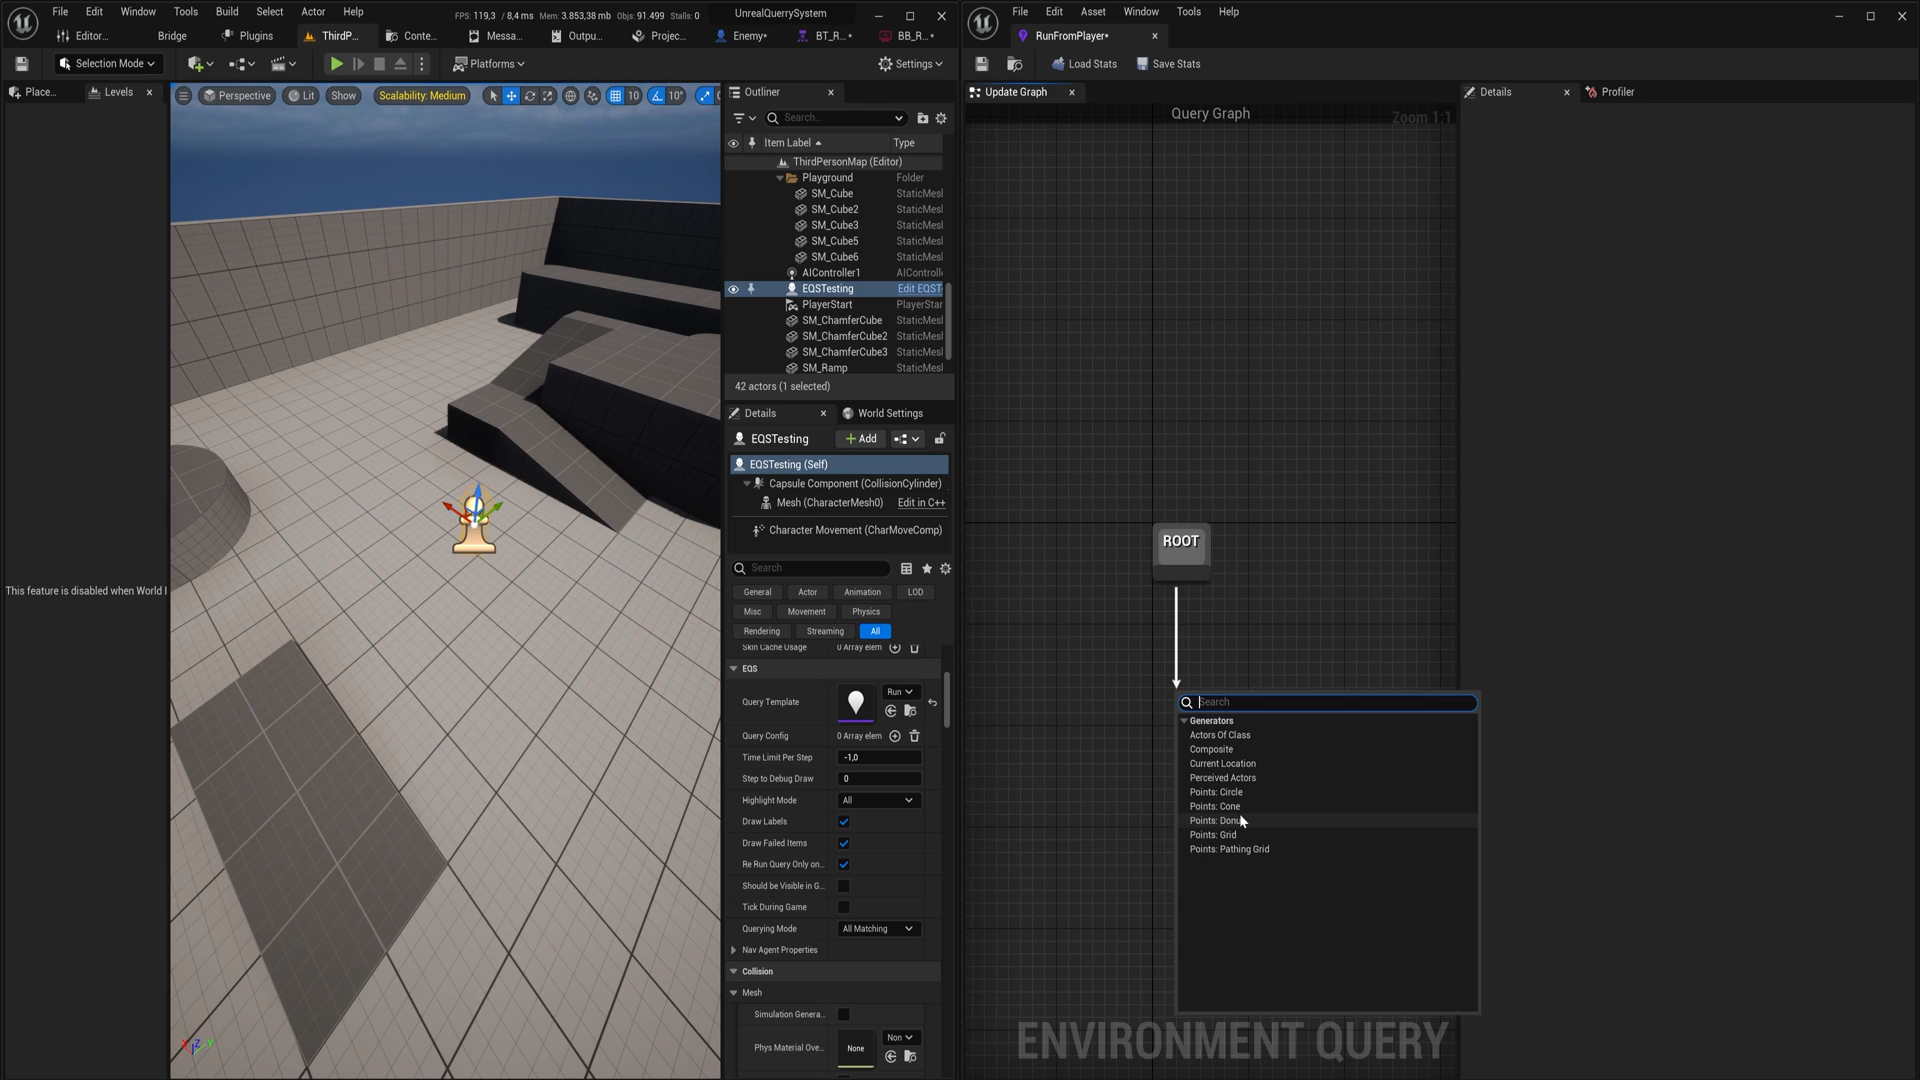 File Edit Window Tools Build Select Actor Help
FPS: 119,3 / 8,4 ms Mem: 3.853,38 mb Objs: 91.499 Stalls: 0
UnrealQuerrySystem
Editor... Bridge Plugins ThirdP... Conte... Messa... Outpu... Projec... Enemy* BT_R...* BB_R...*
Selection Mode Platforms Settings
Place... Levels
Perspective Lit Show Scalability: Medium 10 10°
This feature is disabled when World
Outliner
Search...
Item Label Type
ThirdPersonMap (Editor)
Playground Folder
SM_Cube StaticMesl
SM_Cube2 StaticMesl
SM_Cube3 StaticMesl
SM_Cube5 StaticMesl
SM_Cube6 StaticMesl
AIController1 AIControll
EQSTesting Edit EQST
PlayerStart PlayerStar
SM_ChamferCube StaticMesl
SM_ChamferCube2 StaticMesl
SM_ChamferCube3 StaticMesl
SM_Ramp StaticMesl
42 actors (1 selected)
Details World Settings
EQSTesting Add
EQSTesting (Self)
Capsule Component (CollisionCylinder)
Mesh (CharacterMesh0) Edit in C++
Character Movement (CharMoveComp)
Search
General Actor Animation LOD
Misc Movement Physics
Rendering Streaming All
Skin Cache Usage 0 Array elem
EQS
Query Template Run
Query Config 0 Array elem
Time Limit Per Step -1,0
Step to Debug Draw 0
Highlight Mode All
Draw Labels
Draw Failed Items
Re Run Query Only on...
Should be Visible in G...
Tick During Game
Querying Mode All Matching
Nav Agent Properties
Collision
Mesh
Simulation Genera...
Phys Material Ove... None Non
X Z Y
File Edit Asset Window Tools Help
RunFromPlayer*
Load Stats Save Stats
Update Graph
Query Graph
Zoom 1:1
ROOT
Search
Generators
Actors Of Class
Composite
Current Location
Perceived Actors
Points: Circle
Points: Cone
Points: Donu
Points: Grid
Points: Pathing Grid
ENVIRONMENT QUERY
Details Profiler